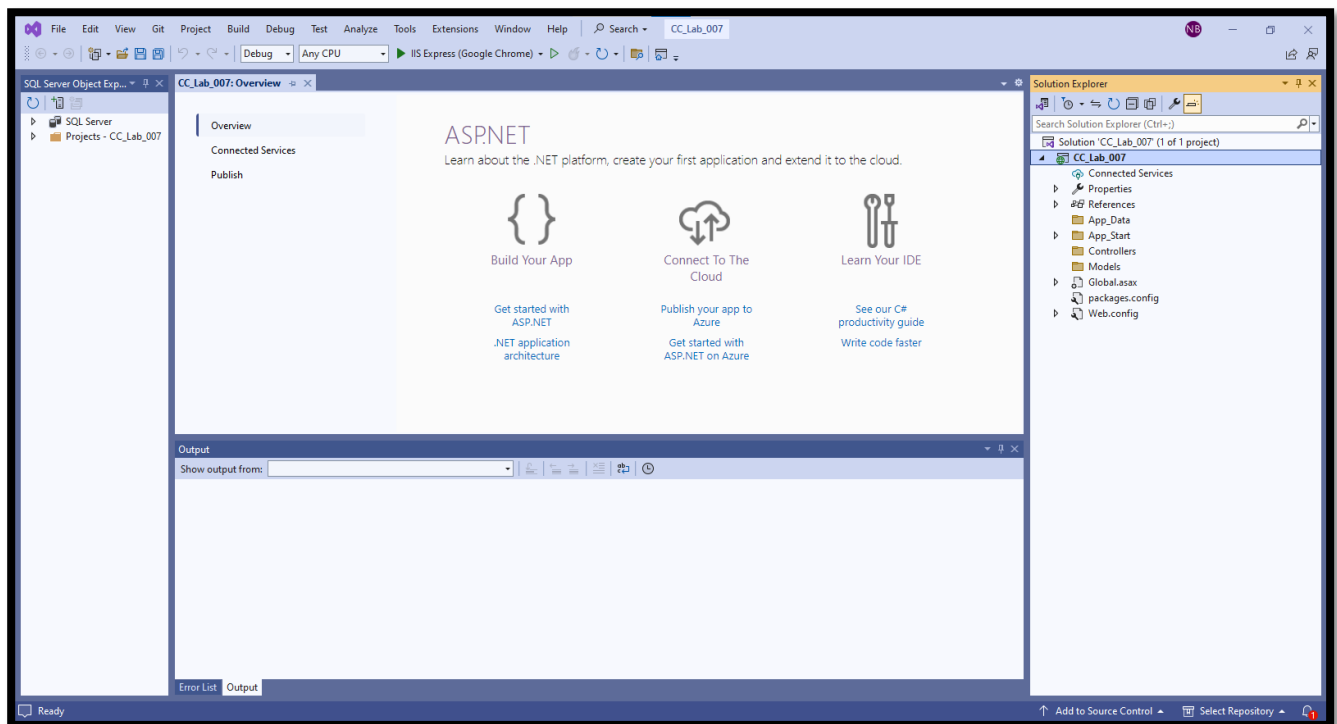 File Edit View Git Project Build Debug Test Analyze Tools Extensions Window Help Search CC_Lab_007 NB
Debug Any CPU IIS Express (Google Chrome)
SQL Server Object Exp...
SQL Server
Projects - CC_Lab_007
CC_Lab_007: Overview
Overview
Connected Services
Publish
ASP.NET
Learn about the .NET platform, create your first application and extend it to the cloud.
Build Your App
Get started with
ASP.NET
.NET application
architecture
Connect To The
Cloud
Publish your app to
Azure
Get started with
ASP.NET on Azure
Learn Your IDE
See our C#
productivity guide
Write code faster
Output
Show output from:
Error List Output
Solution Explorer
Search Solution Explorer (Ctrl+;)
Solution 'CC_Lab_007' (1 of 1 project)
CC_Lab_007
Connected Services
Properties
References
App_Data
App_Start
Controllers
Models
Global.asax
packages.config
Web.config
Ready Add to Source Control Select Repository 1